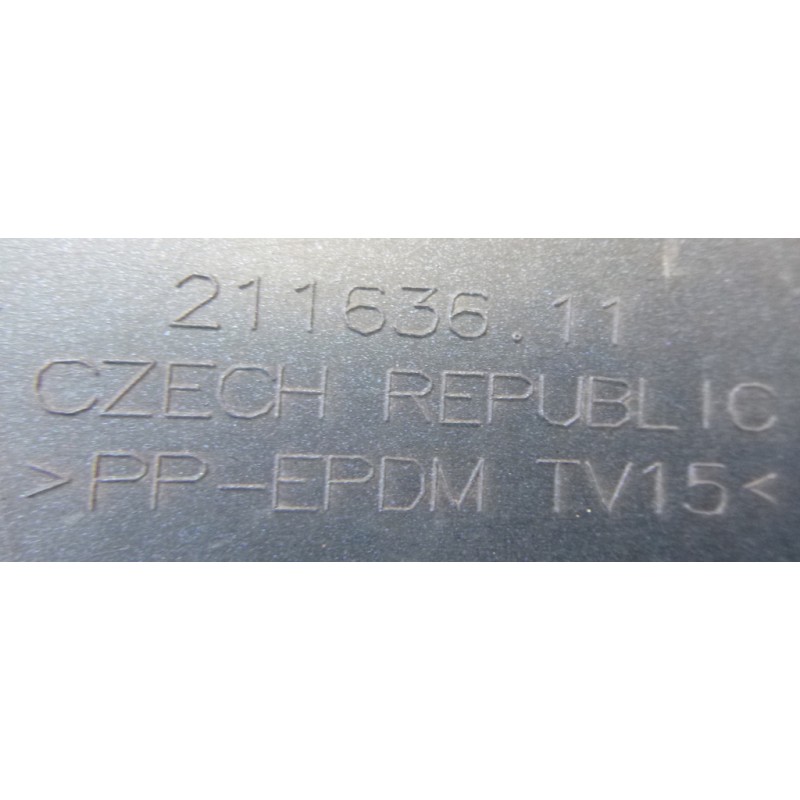 211636.11
CZECH REPUBLIC
>PP-EPDM TV15<